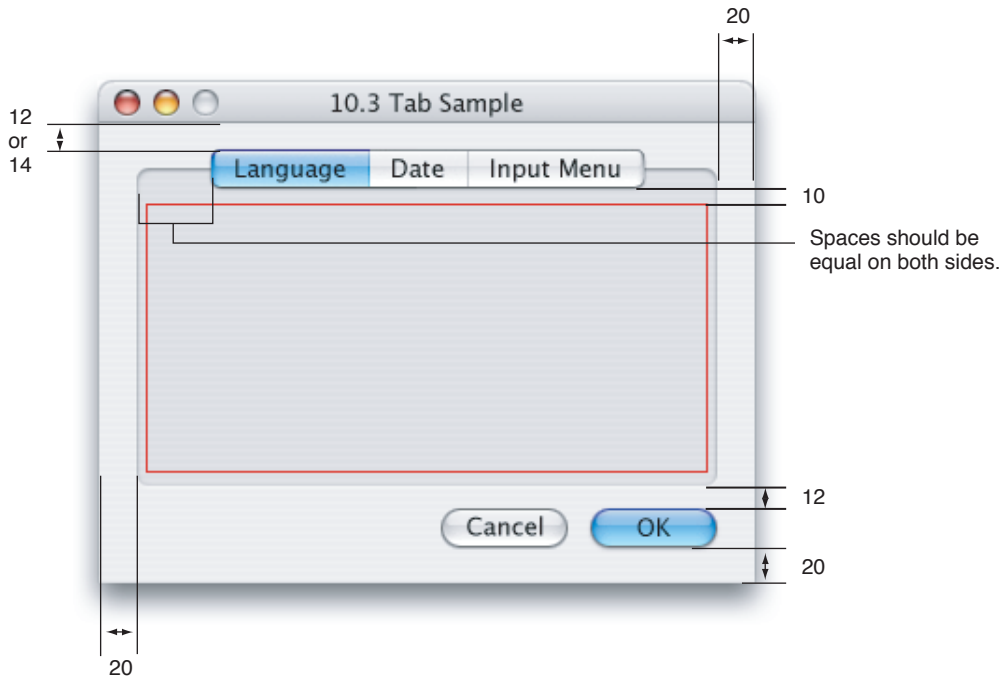 20
10.3 Tab Sample
12
or
14
Language Date Input Menu
10
Spaces should be
equal on both sides.
12
Cancel OK
20
20